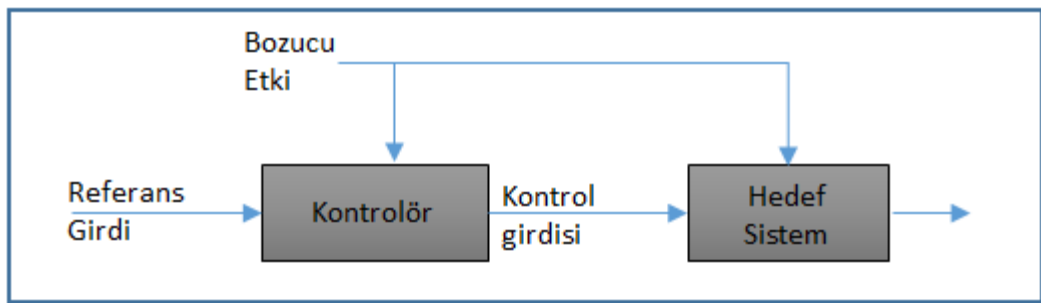 Bozucu
Etki
Referans
Girdi
Kontrolör
Kontrol
girdisi
Hedef
Sistem